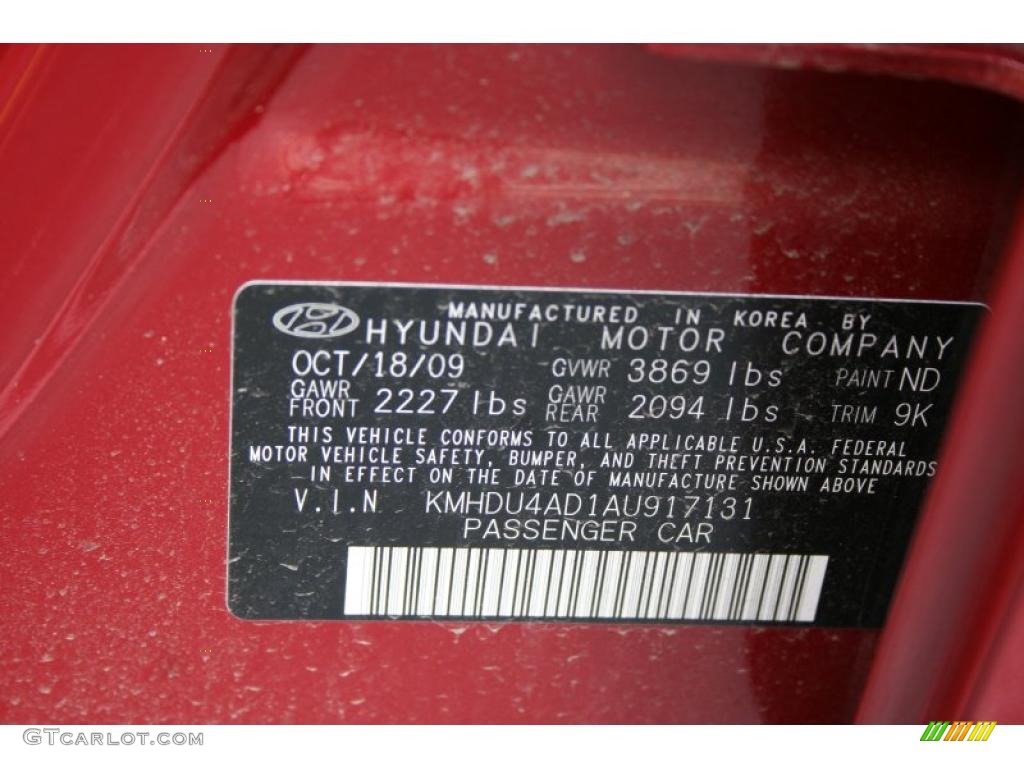 MANUFACTURED IN KOREA BY
HYUNDAI MOTOR COMPANY
OCT/18/09 GVWR 3869 lbs PAINT ND
GAWR FRONT 2227 lbs GAWR REAR 2094 lbs TRIM 9K
THIS VEHICLE CONFORMS TO ALL APPLICABLE U.S.A. FEDERAL
MOTOR VEHICLE SAFETY, BUMPER, AND THEFT PREVENTION STANDARDS
IN EFFECT ON THE DATE OF MANUFACTURE SHOWN ABOVE
V.I.N KMHDU4AD1AU917131
PASSENGER CAR
GTCARLOT.COM